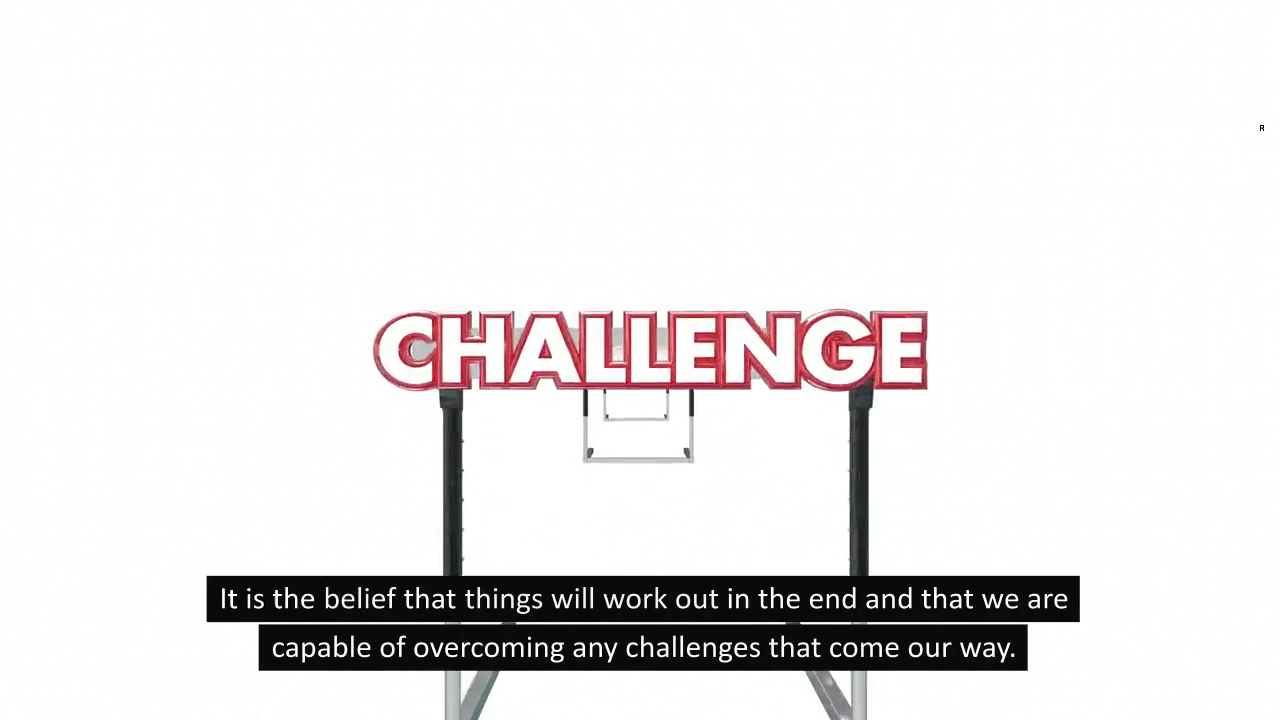 R
CHALLENGE
It is the belief that things will work out in the end and that we are
capable of overcoming any challenges that come our way.